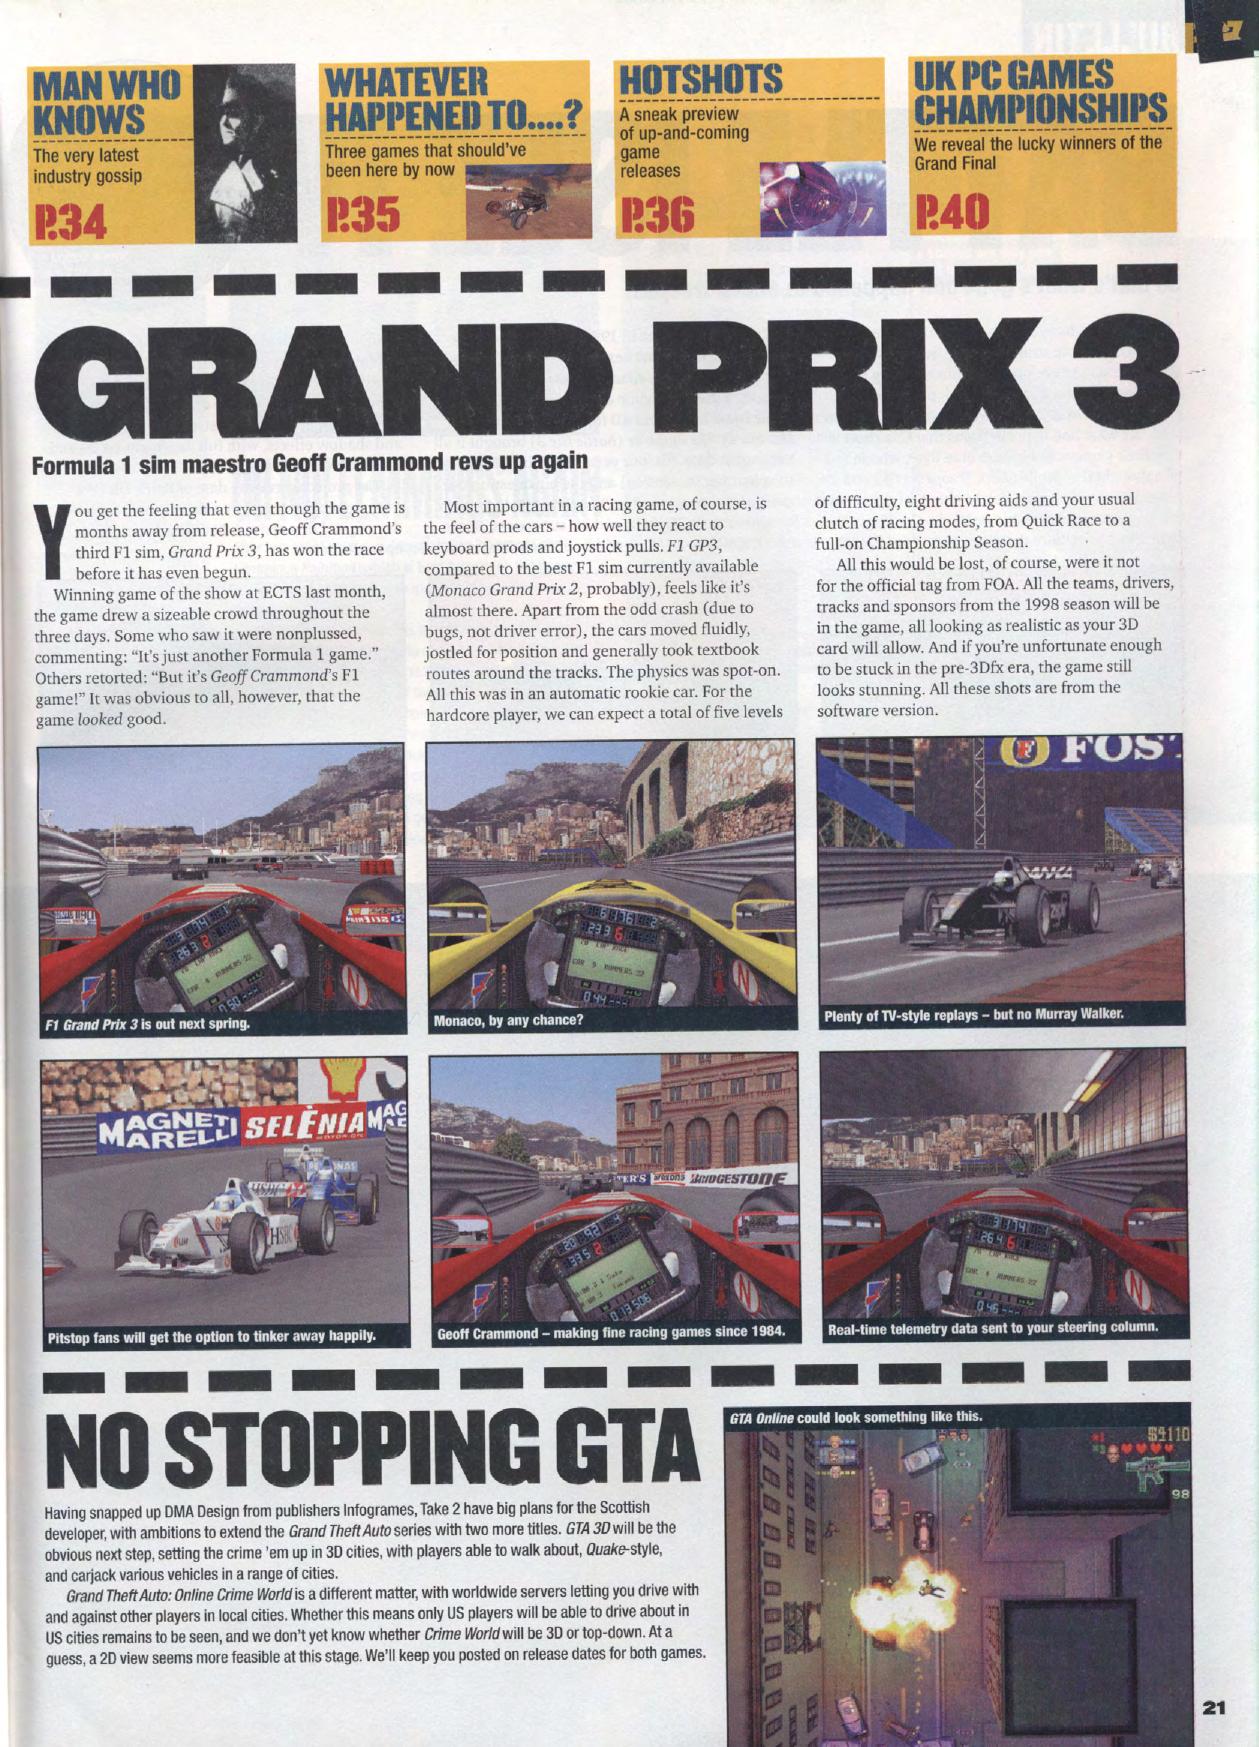 MAN WHO
KNOWS
The very latest
industry gossip
P.34
WHATEVER
HAPPENED TO....?
Three games that should've
been here by now
P.35
HOTSHOTS
A sneak preview
of up-and-coming
game
releases
P.36
UK PC GAMES
CHAMPIONSHIPS
We reveal the lucky winners of the
Grand Final
P.40
GRAND PRIX 3
Formula 1 sim maestro Geoff Crammond revs up again
You get the feeling that even though the game is
months away from release, Geoff Crammond's
third F1 sim, Grand Prix 3, has won the race
before it has even begun.
Winning game of the show at ECTS last month,
the game drew a sizeable crowd throughout the
three days. Some who saw it were nonplussed,
commenting: “It's just another Formula 1 game.”
Others retorted: “But it's Geoff Crammond's F1
game!” It was obvious to all, however, that the
game looked good.
Most important in a racing game, of course, is
the feel of the cars – how well they react to
keyboard prods and joystick pulls. F1 GP3,
compared to the best F1 sim currently available
(Monaco Grand Prix 2, probably), feels like it's
almost there. Apart from the odd crash (due to
bugs, not driver error), the cars moved fluidly,
jostled for position and generally took textbook
routes around the tracks. The physics was spot-on.
All this was in an automatic rookie car. For the
hardcore player, we can expect a total of five levels
of difficulty, eight driving aids and your usual
clutch of racing modes, from Quick Race to a
full-on Championship Season.
All this would be lost, of course, were it not
for the official tag from FOA. All the teams, drivers,
tracks and sponsors from the 1998 season will be
in the game, all looking as realistic as your 3D
card will allow. And if you're unfortunate enough
to be stuck in the pre-3Dfx era, the game still
looks stunning. All these shots are from the
software version.
F1 Grand Prix 3 is out next spring.
Monaco, by any chance?
FOST
Plenty of TV-style replays – but no Murray Walker.
MAGNETI
MARELLI
SELÈNIA
MAG
HSBC
Pitstop fans will get the option to tinker away happily.
BRIDGESTONE
Geoff Crammond – making fine racing games since 1984.
Real-time telemetry data sent to your steering column.
NO STOPPING GTA
Having snapped up DMA Design from publishers Infogrames, Take 2 have big plans for the Scottish
developer, with ambitions to extend the Grand Theft Auto series with two more titles. GTA 3D will be the
obvious next step, setting the crime 'em up in 3D cities, with players able to walk about, Quake-style,
and carjack various vehicles in a range of cities.
Grand Theft Auto: Online Crime World is a different matter, with worldwide servers letting you drive with
and against other players in local cities. Whether this means only US players will be able to drive about in
US cities remains to be seen, and we don't yet know whether Crime World will be 3D or top-down. At a
guess, a 2D view seems more feasible at this stage. We'll keep you posted on release dates for both games.
GTA Online could look something like this.
$4110
98
21